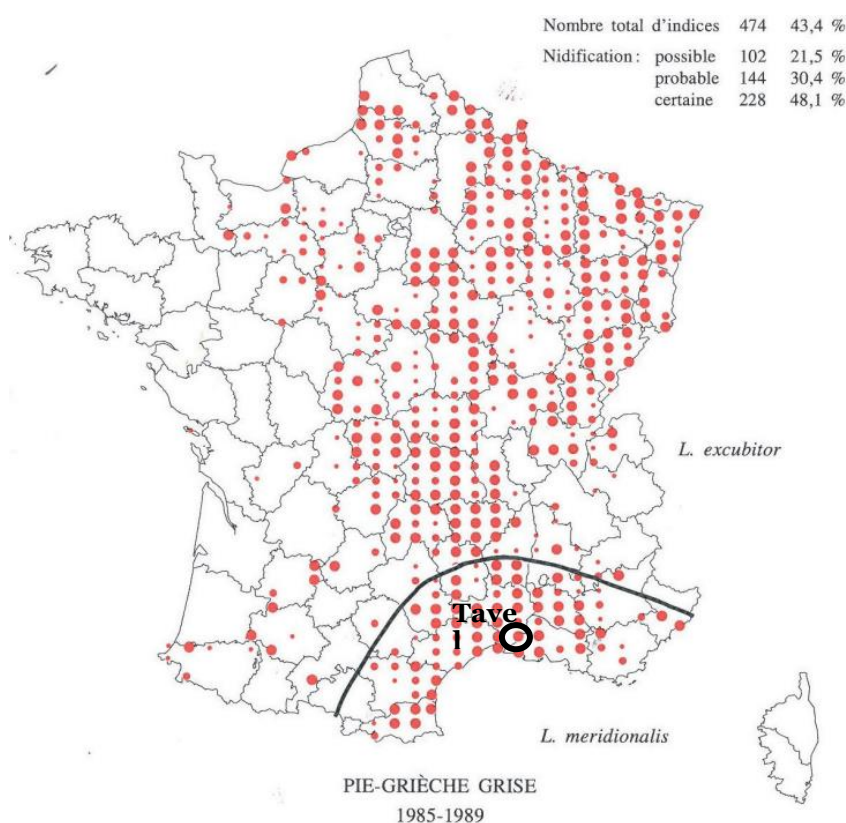 Nombre total d'indices 474 43,4 %
Nidification : possible 102 21,5 %
probable 144 30,4 %
certaine 228 48,1 %
L. excubitor
Tave
l
L. meridionalis
PIE-GRIÈCHE GRISE
1985-1989